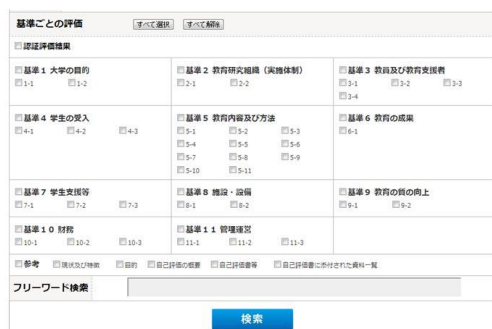 基準ごとの評価 すべて選択 すべて解除
認証評価結果
基準1 大学の目的
1-1 1-2
基準2 教育研究組織（実施体制）
2-1 2-2
基準3 教員及び教育支援者
3-1 3-2 3-3
3-4
基準4 学生の受入
4-1 4-2 4-3
基準5 教育内容及び方法
5-1 5-2 5-3
5-4 5-5 5-6
5-7 5-8 5-9
5-10 5-11
基準6 教育の成果
6-1
基準7 学生支援等
7-1 7-2 7-3
基準8 施設・設備
8-1 8-2
基準9 教育の質の向上
9-1 9-2
基準10 財務
10-1 10-2 10-3
基準11 管理運営
11-1 11-2 11-3
参考 現状及び特徴 目的 自己評価の概要 自己評価書等 自己評価書に添付された資料一覧
フリーワード検索
検索